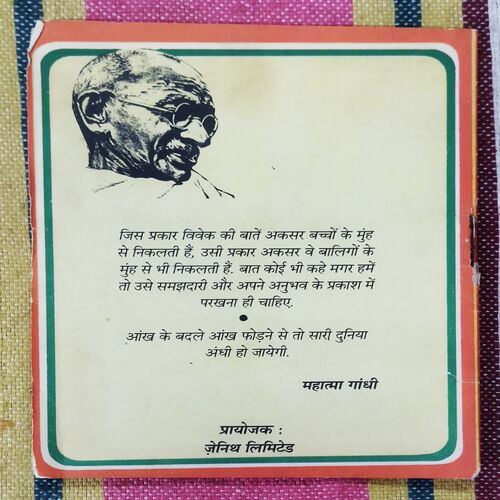 जिस प्रकार विवेक की बातें अकसर बच्चों के मुंह
से निकलती हैं, उसी प्रकार अकसर वे बालिगों के
मुंह से भी निकलती हैं. बात कोई भी कहे मगर हमें
तो उसे समझदारी और अपने अनुभव के प्रकाश में
परखना ही चाहिए.
आंख के बदले आंख फोड़ने से तो सारी दुनिया
अंधी हो जायेगी.
महात्मा गांधी
प्रायोजक :
ज़ेनिथ लिमिटेड